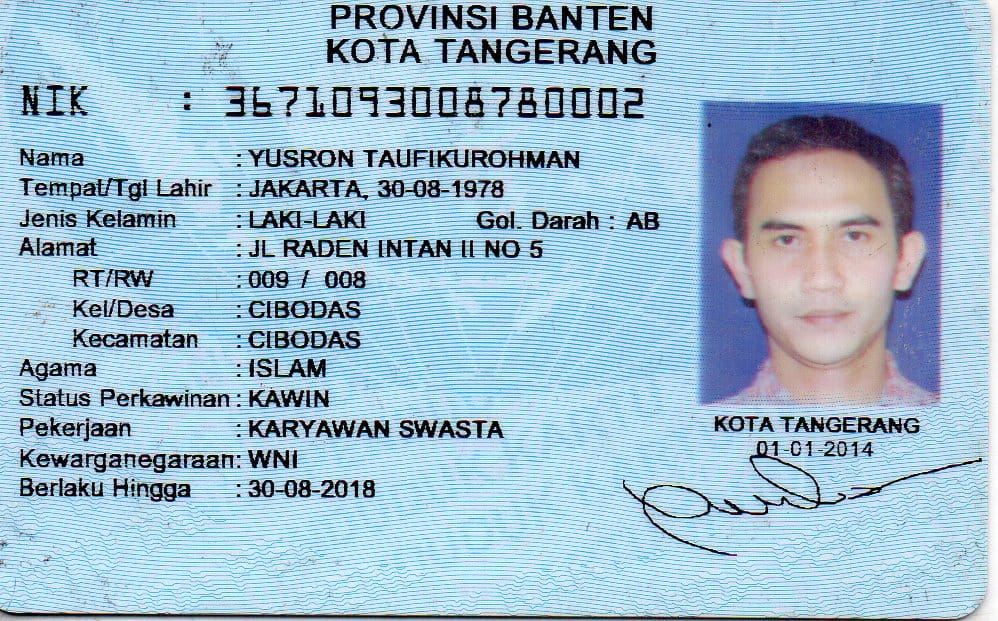 PROVINSI BANTEN
KOTA TANGERANG
NIK : 3671093008780002
Nama : YUSRON TAUFIKUROHMAN
Tempat/Tgl Lahir : JAKARTA, 30-08-1978
Jenis Kelamin : LAKI-LAKI Gol. Darah : AB
Alamat : JL RADEN INTAN II NO 5
RT/RW : 009 / 008
Kel/Desa : CIBODAS
Kecamatan : CIBODAS
Agama : ISLAM
Status Perkawinan : KAWIN
Pekerjaan : KARYAWAN SWASTA
Kewarganegaraan: WNI
Berlaku Hingga : 30-08-2018
KOTA TANGERANG
01-01-2014